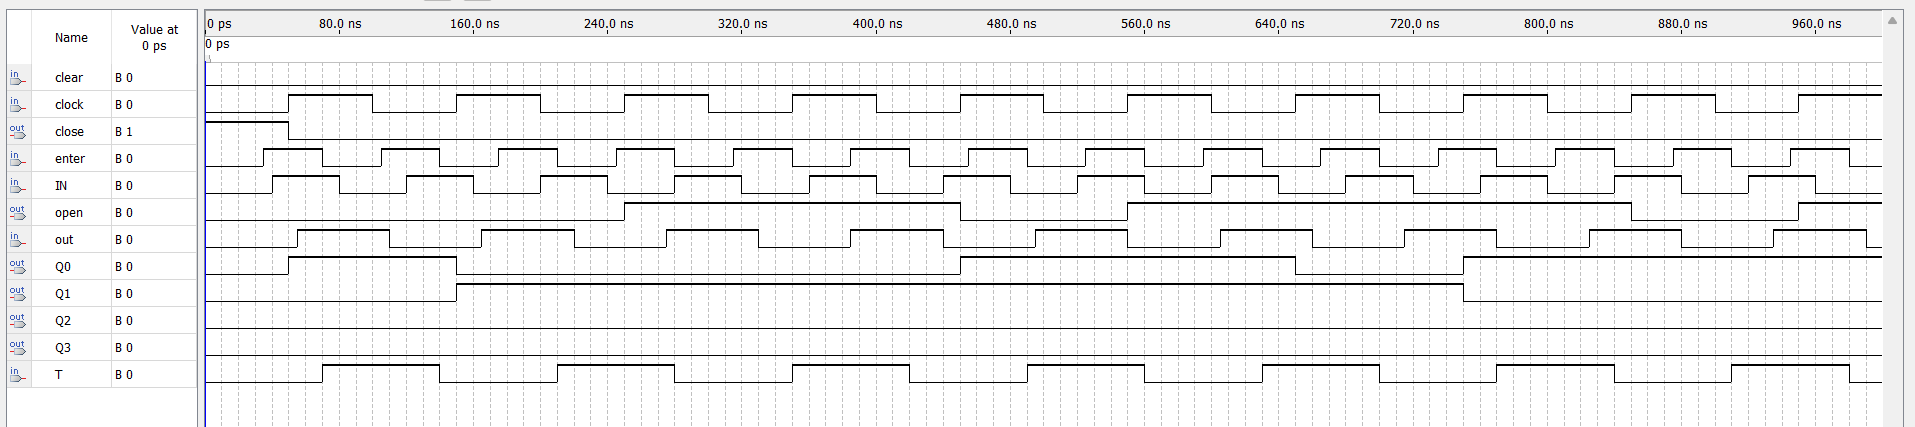 Name Value at 0 ps
0 ps 80.0 ns 160.0 ns 240.0 ns 320.0 ns 400.0 ns 480.0 ns 560.0 ns 640.0 ns 720.0 ns 800.0 ns 880.0 ns 960.0 ns
0 ps
in clear B 0
in clock B 0
out close B 1
in enter B 0
in IN B 0
out open B 0
in out B 0
out Q0 B 0
out Q1 B 0
out Q2 B 0
out Q3 B 0
in T B 0